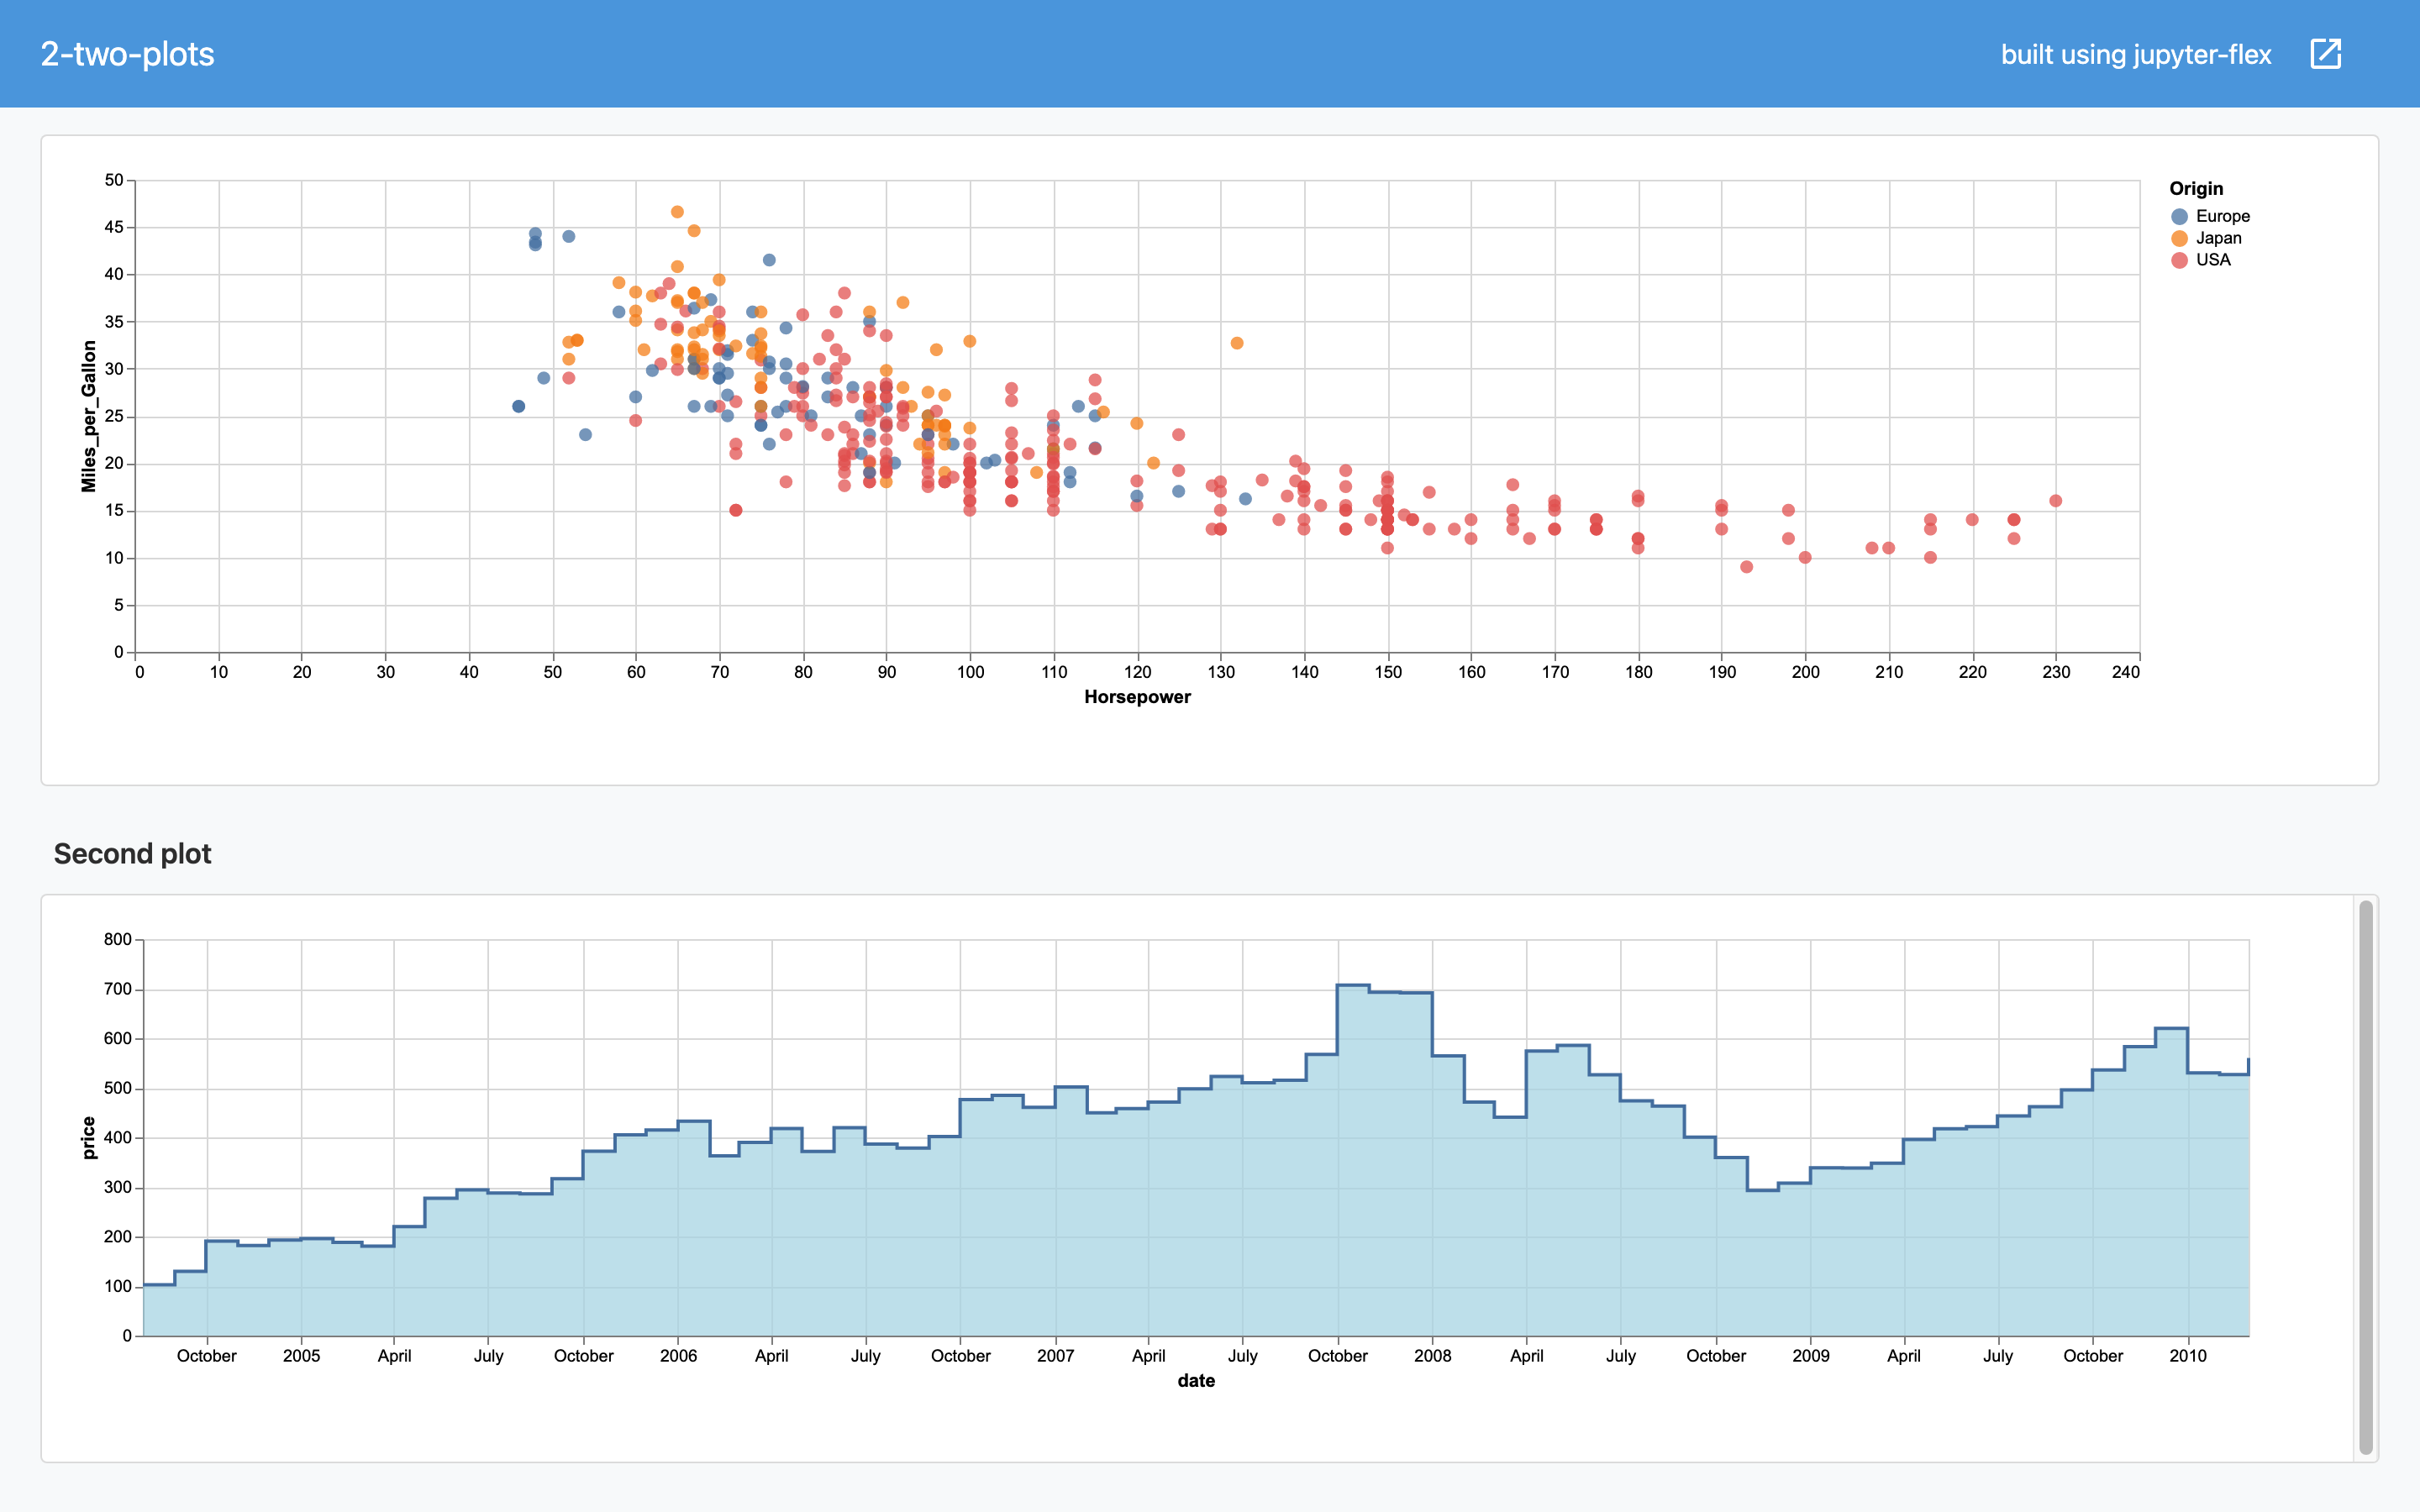 2-two-plots
built using jupyter-flex
50
45
40
35
30
25
20
15
10
5
0
Miles_per_Gallon
0 10 20 30 40 50 60 70 80 90 100 110 120 130 140 150 160 170 180 190 200 210 220 230 240
Horsepower
Origin
Europe
Japan
USA
Second plot
800
700
600
500
400
300
200
100
0
price
October 2005 April July October 2006 April July October 2007 April July October 2008 April July October 2009 April July October 2010
date